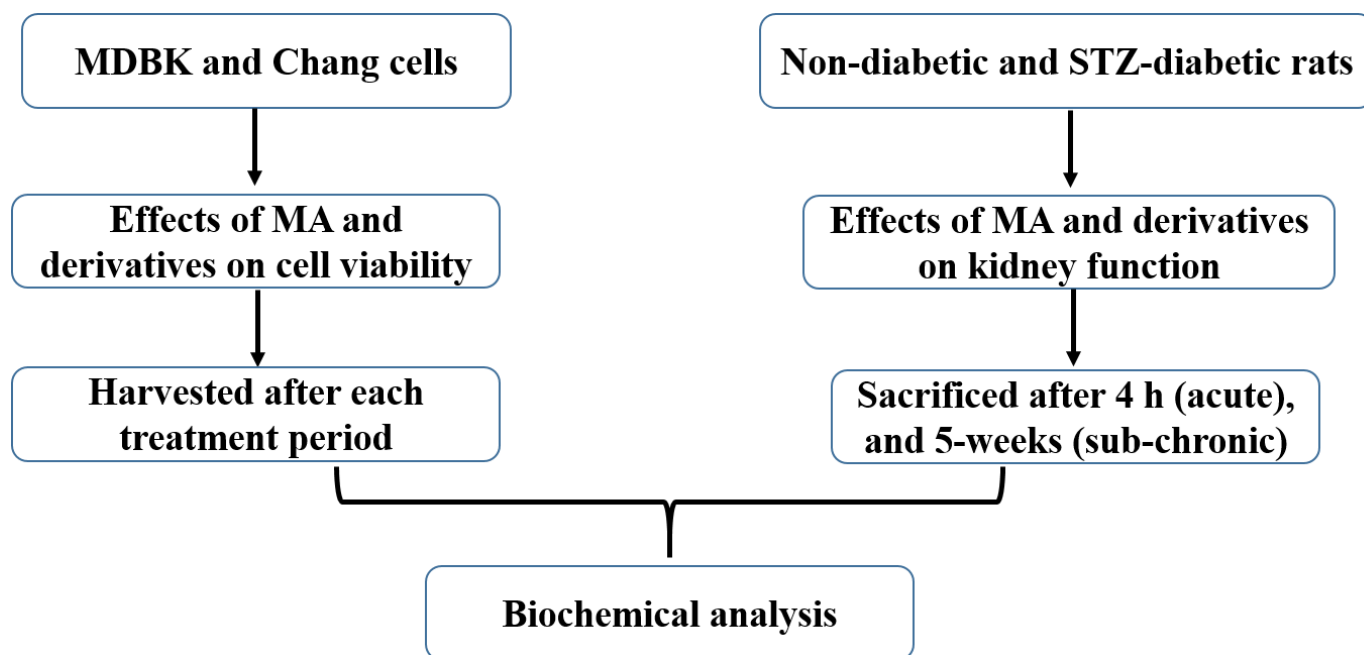 MDBK and Chang cells
Non-diabetic and STZ-diabetic rats
Effects of MA and
derivatives on cell viability
Effects of MA and derivatives
on kidney function
Harvested after each
treatment period
Sacrificed after 4 h (acute),
and 5-weeks (sub-chronic)
Biochemical analysis